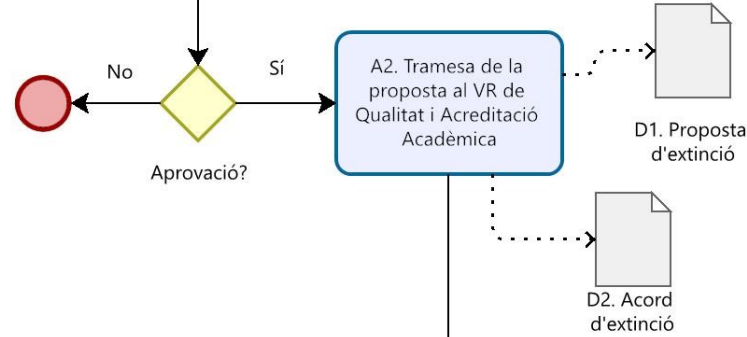 No
Sí
Aprovació?
A2. Tramesa de la
proposta al VR de
Qualitat i Acreditació
Acadèmica
D1. Proposta
d'extinció
D2. Acord
d'extinció